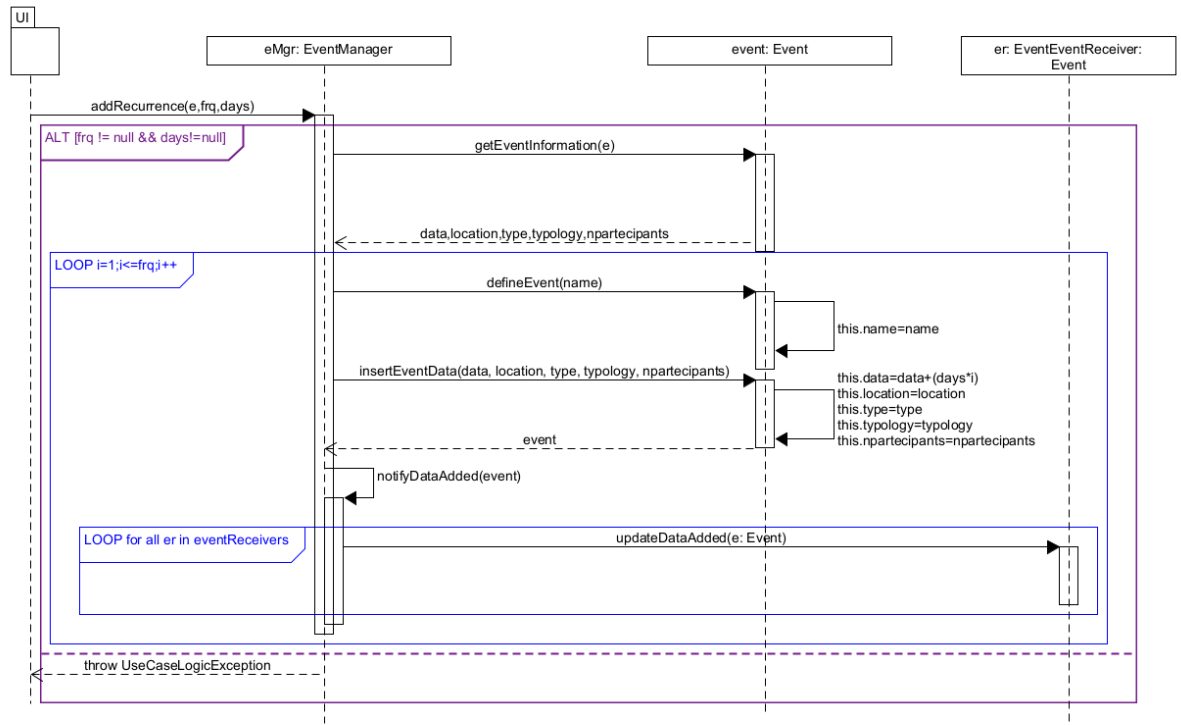 UI
eMgr: EventManager
event: Event
er: EventEventReceiver:
Event
addRecurrence(e,frq,days)
ALT [frq != null && days!=null]
getEventInformation(e)
data,location,type,typology,npartecipants
LOOP i=1;i<=frq;i++
defineEvent(name)
this.name=name
insertEventData(data, location, type, typology, npartecipants)
this.data=data+(days*i)
this.location=location
this.type=type
this.typology=typology
this.npartecipants=npartecipants
event
notifyDataAdded(event)
LOOP for all er in eventReceivers
updateDataAdded(e: Event)
throw UseCaseLogicException